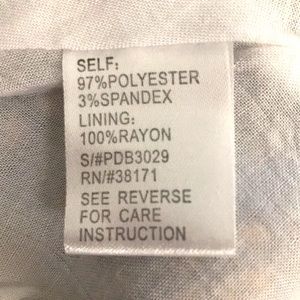 SELF:
97%POLYESTER
3%SPANDEX
LINING:
100%RAYON
S/#PDB3029
RN/#38171
SEE REVERSE
FOR CARE
INSTRUCTION